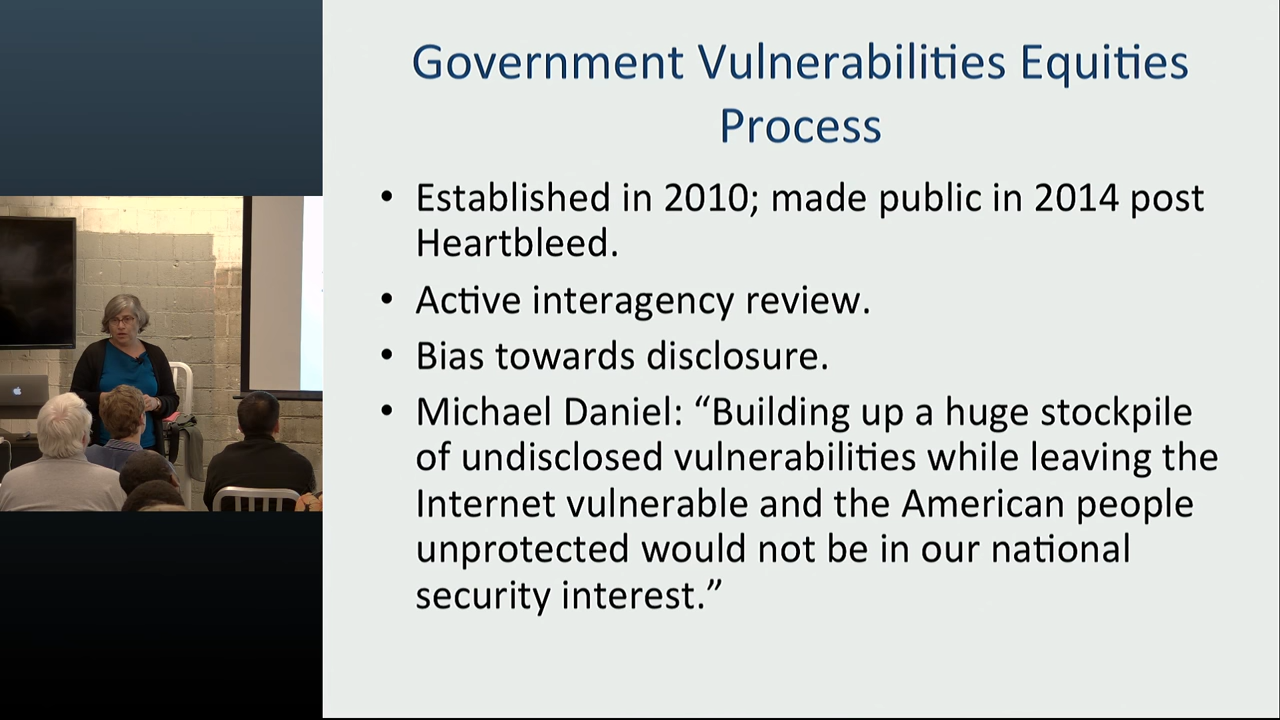 Government Vulnerabilities Equities
Process
• Established in 2010; made public in 2014 post
Heartbleed.
• Active interagency review.
• Bias towards disclosure.
• Michael Daniel: “Building up a huge stockpile
of undisclosed vulnerabilities while leaving the
Internet vulnerable and the American people
unprotected would not be in our national
security interest.”